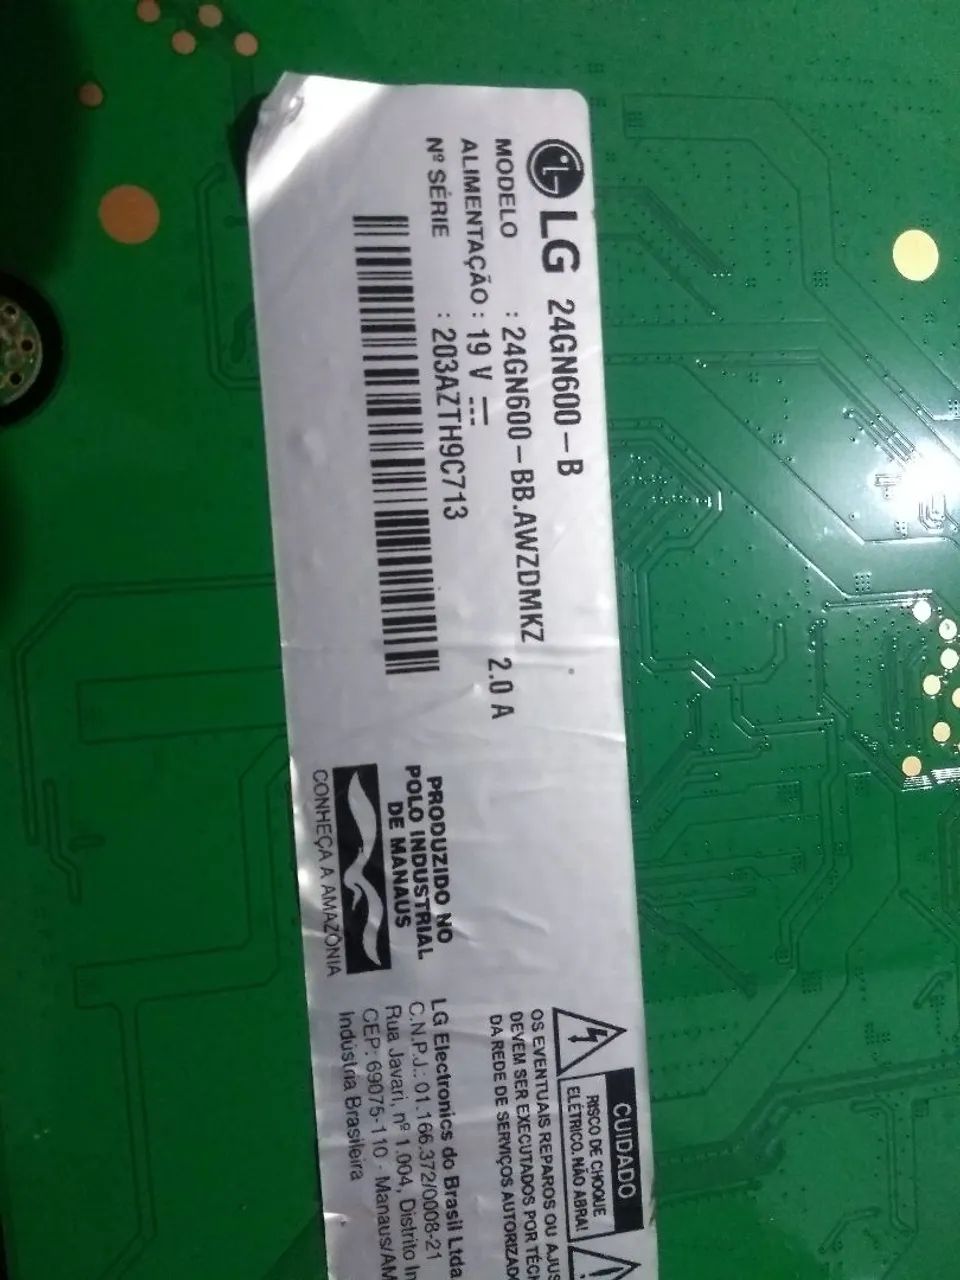 LG 24GN600-B
MODELO : 24GN600-BB.AWZDMKZ
ALIMENTAÇÃO : 19 V 2.0 A
Nº SÉRIE : 203AZTH9C713
PRODUZIDO NO
POLO INDUSTRIAL
DE MANAUS
CONHEÇA A AMAZÔNIA
CUIDADO
RISCO DE CHOQUE
ELÉTRICO. NÃO ABRA!
OS EVENTUAIS REPAROS OU
DEVEM SER EXECUTADOS POR
DA REDE DE SERVIÇOS
LG Electronics do Brasil Ltda
C.N.P.J.: 01.166.372/0008-21
Rua Javari, nº 1.004, Distrito
CEP: 69075-110 - Manaus/AM
Indústria Brasileira